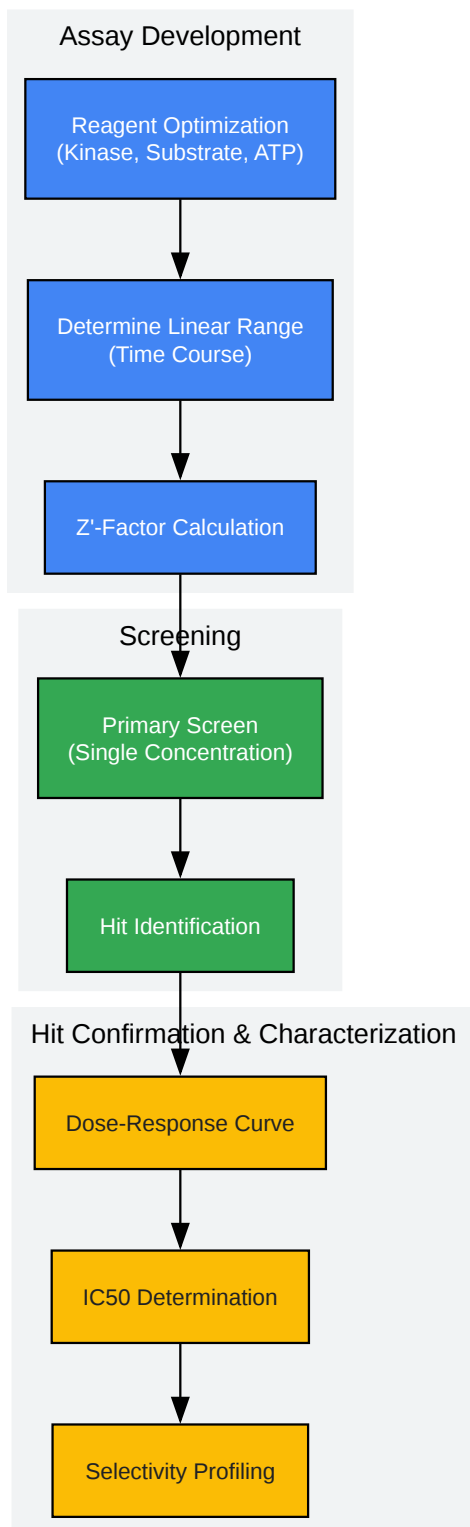 Assay Development
Reagent Optimization
(Kinase, Substrate, ATP)
Determine Linear Range
(Time Course)
Z'-Factor Calculation
Screening
Primary Screen
(Single Concentration)
Hit Identification
Hit Confirmation & Characterization
Dose-Response Curve
IC50 Determination
Selectivity Profiling